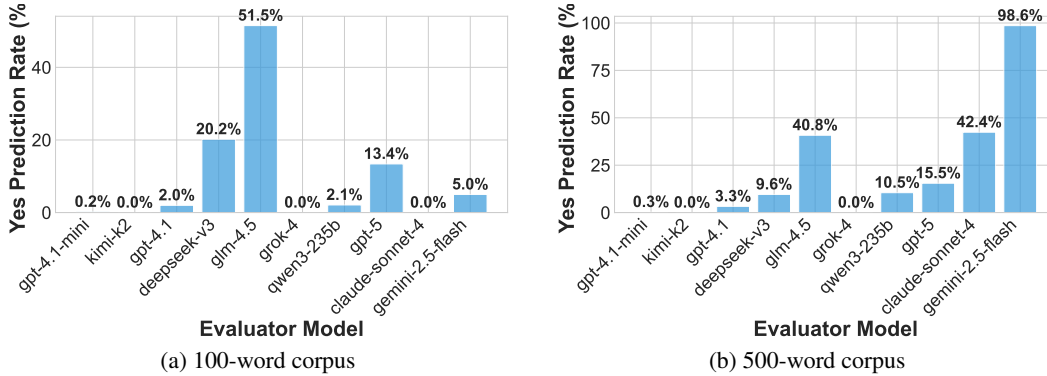 Yes Prediction Rate (%
40
20
0
0.2%
0.0%
2.0%
20.2%
51.5%
0.0%
2.1%
13.4%
0.0%
5.0%
gpt-4.1-mini
kimi-k2
gpt-4.1
deepseek-v3
glm-4.5
grok-4
qwen3-235b
gpt-5
claude-sonnet-4
gemini-2.5-flash
Evaluator Model
(a) 100-word corpus
Yes Prediction Rate (%
100
75
50
25
0
0.3%
0.0%
3.3%
9.6%
40.8%
0.0%
10.5%
15.5%
42.4%
98.6%
gpt-4.1-mini
kimi-k2
gpt-4.1
deepseek-v3
glm-4.5
grok-4
qwen3-235b
gpt-5
claude-sonnet-4
gemini-2.5-flash
Evaluator Model
(b) 500-word corpus